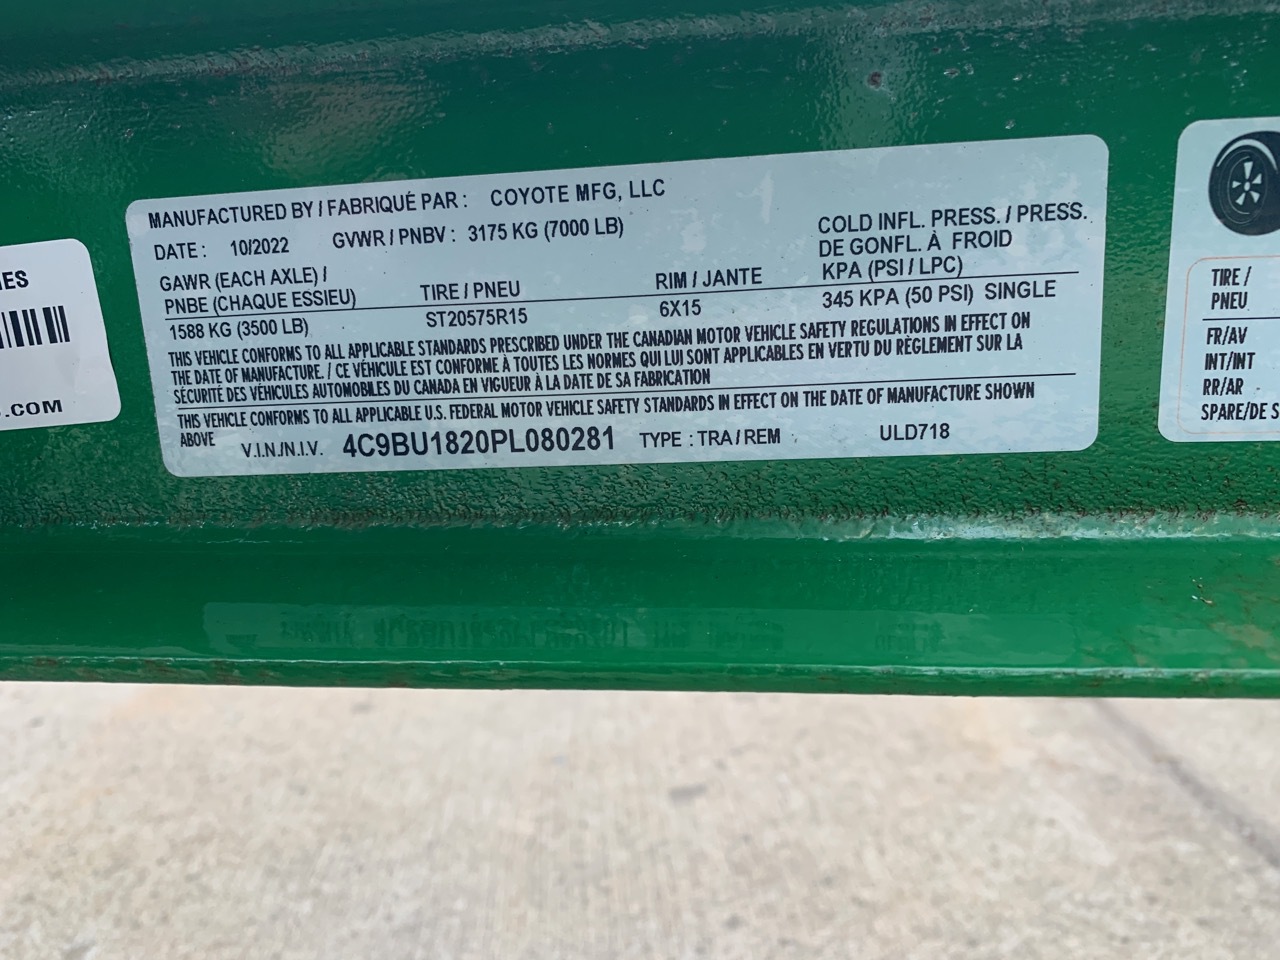 MANUFACTURED BY / FABRIQUÉ PAR : COYOTE MFG, LLC
DATE : 10/2022 GVWR / PNBV : 3175 KG (7000 LB)
COLD INFL. PRESS. / PRESS.
DE GONFL. À FROID
KPA (PSI / LPC)
GAWR (EACH AXLE) /
PNBE (CHAQUE ESSIEU) TIRE / PNEU RIM / JANTE
1588 KG (3500 LB) ST20575R15 6X15 345 KPA (50 PSI) SINGLE
THIS VEHICLE CONFORMS TO ALL APPLICABLE STANDARDS PRESCRIBED UNDER THE CANADIAN MOTOR VEHICLE SAFETY REGULATIONS IN EFFECT ON
THE DATE OF MANUFACTURE. / CE VÉHICULE EST CONFORME À TOUTES LES NORMES QUI LUI SONT APPLICABLES EN VERTU DU RÈGLEMENT SUR LA
SÉCURITÉ DES VÉHICULES AUTOMOBILES DU CANADA EN VIGUEUR À LA DATE DE SA FABRICATION
THIS VEHICLE CONFORMS TO ALL APPLICABLE U.S. FEDERAL MOTOR VEHICLE SAFETY STANDARDS IN EFFECT ON THE DATE OF MANUFACTURE SHOWN
ABOVE
V.I.N./N.I.V. 4C9BU1820PL080281 TYPE : TRA / REM ULD718
ES
.COM
TIRE /
PNEU
FR/AV
INT/INT
RR/AR
SPARE/DE S